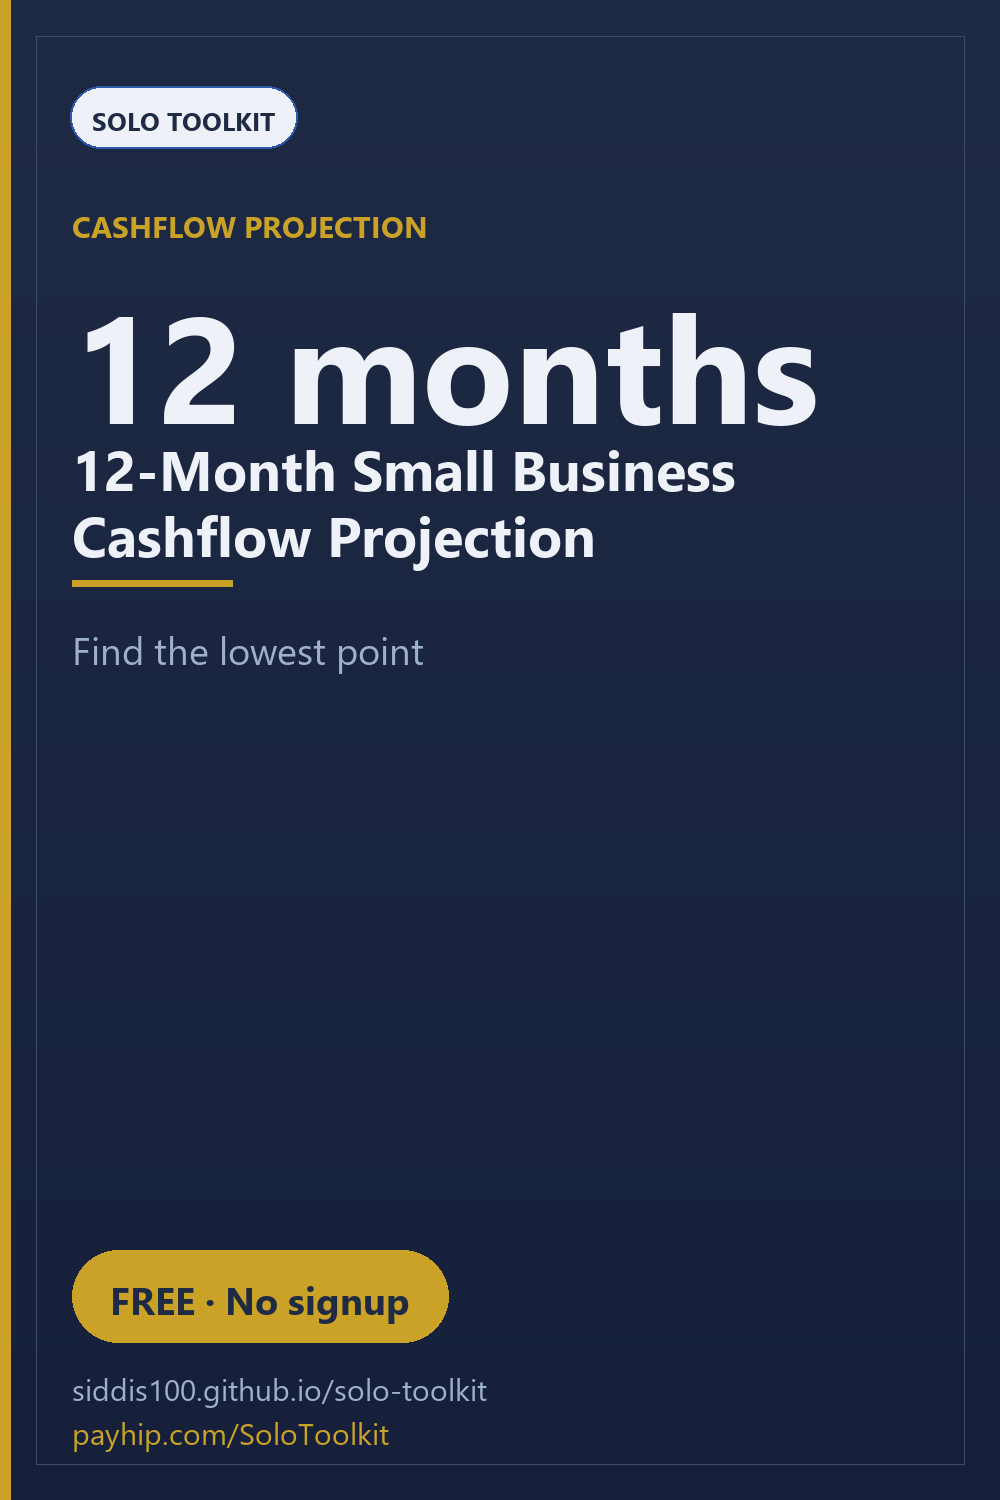 SOLO TOOLKIT
CASHFLOW PROJECTION
12 months
12-Month Small Business
Cashflow Projection
Find the lowest point
FREE · No signup
siddis100.github.io/solo-toolkit
payhip.com/SoloToolkit